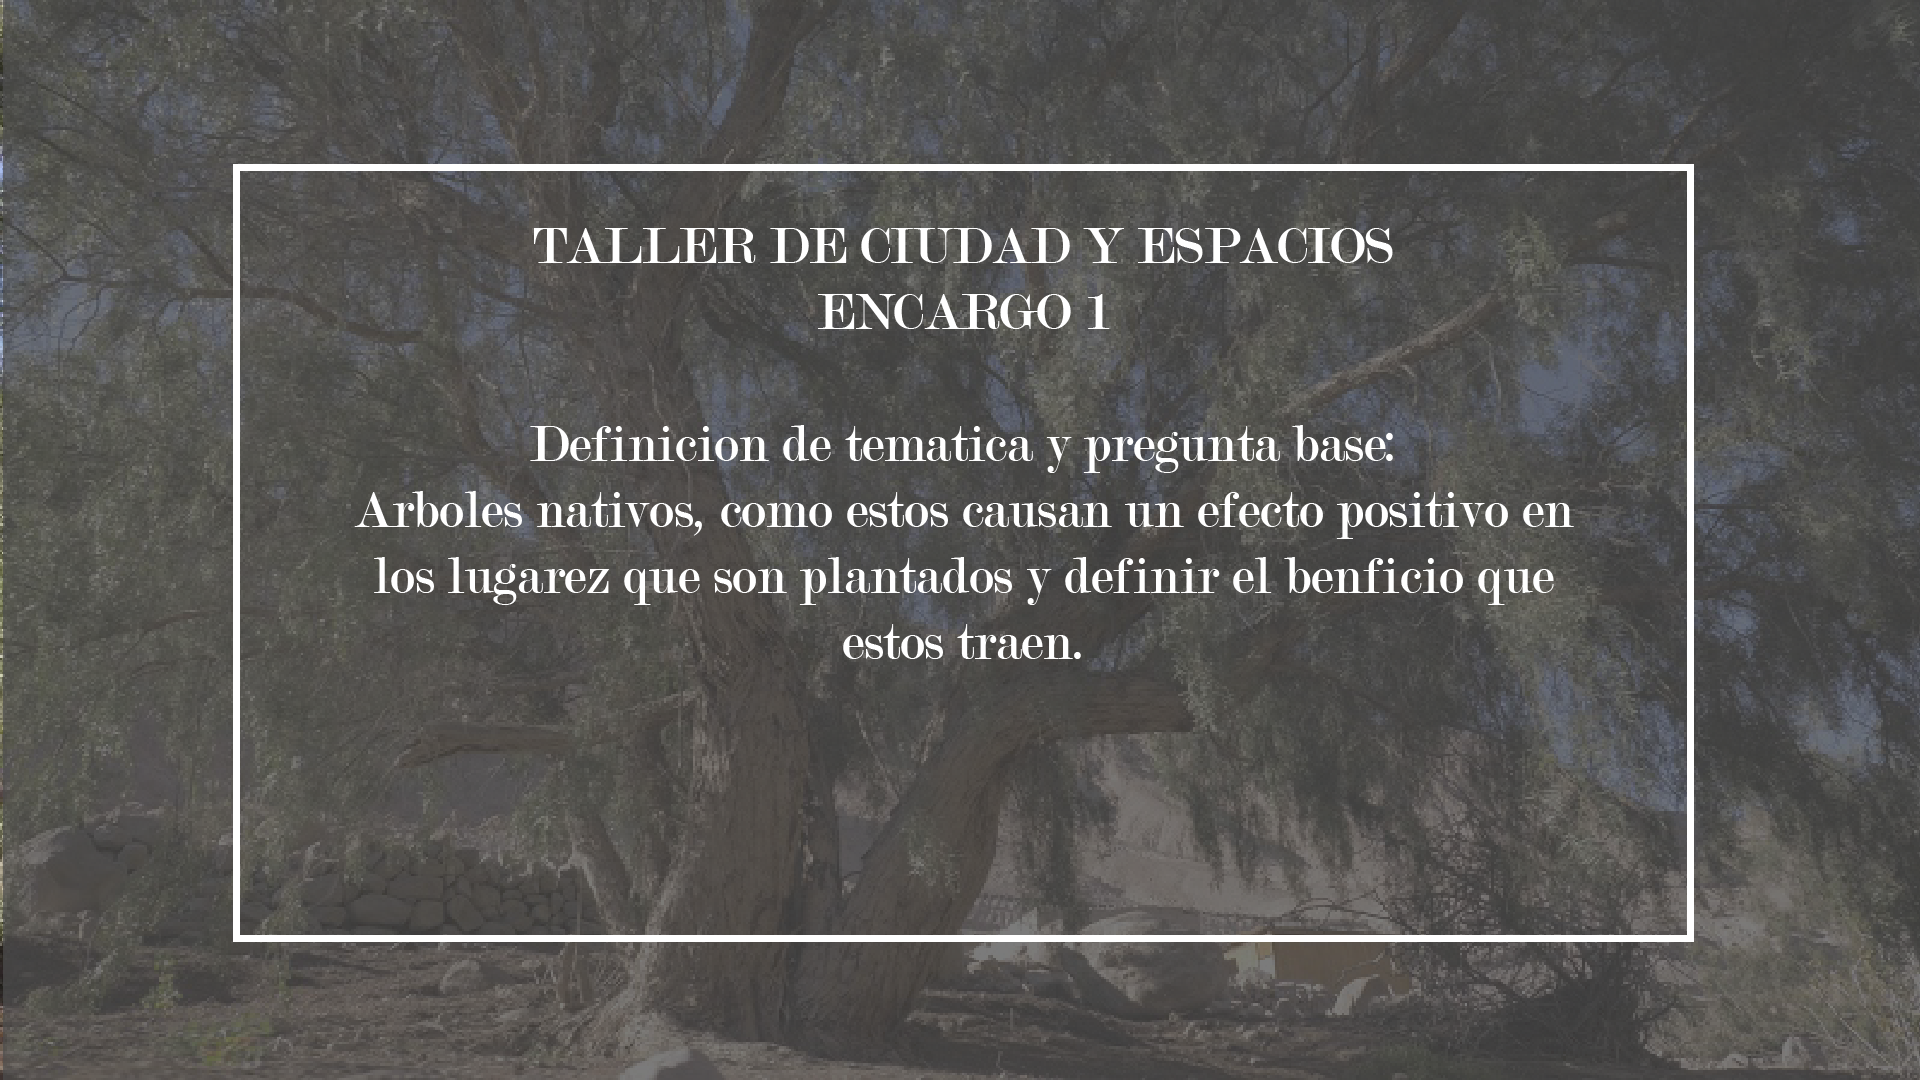 TALLER DE CIUDAD Y ESPACIOS
ENCARGO 1
Definicion de tematica y pregunta base:
Arboles nativos, como estos causan un efecto positivo en
los lugarez que son plantados y definir el benficio que
estos traen.